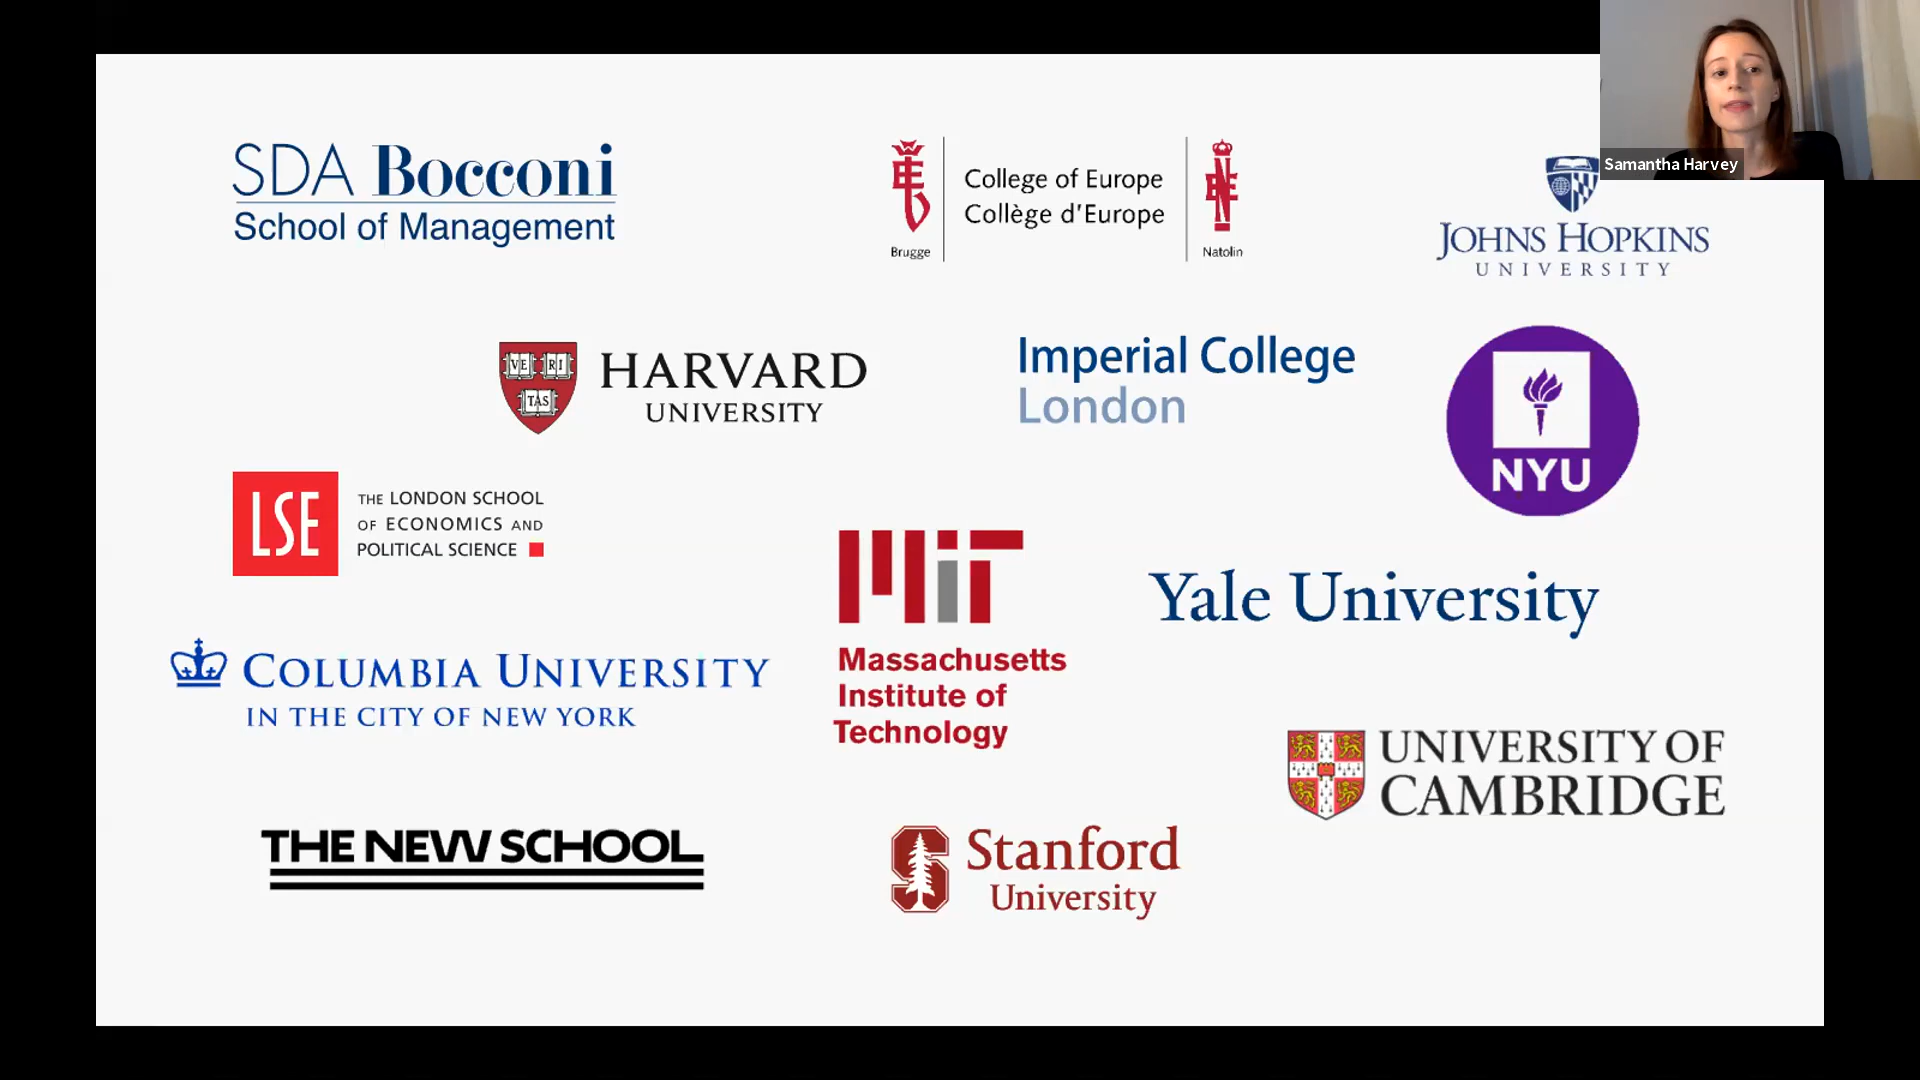 Samantha Harvey
SDA Bocconi
School of Management
College of Europe
Collège d'Europe
Brugge
Natolin
JOHNS HOPKINS
UNIVERSITY
VE RI
TAS
HARVARD
UNIVERSITY
Imperial College
London
NYU
LSE
THE LONDON SCHOOL
OF ECONOMICS AND
POLITICAL SCIENCE
MIT
Massachusetts
Institute of
Technology
Yale University
COLUMBIA UNIVERSITY
IN THE CITY OF NEW YORK
UNIVERSITY OF
CAMBRIDGE
THE NEW SCHOOL
S
Stanford
University